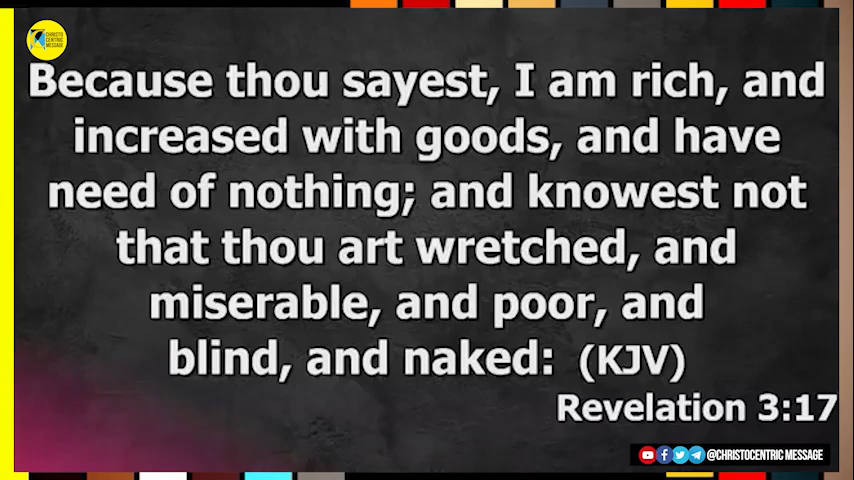 CHRISTO
CENTRIC
MESSAGE
Because thou sayest, I am rich, and
increased with goods, and have
need of nothing; and knowest not
that thou art wretched, and
miserable, and poor, and
blind, and naked: (KJV)
Revelation 3:17
@CHRISTOCENTRIC MESSAGE